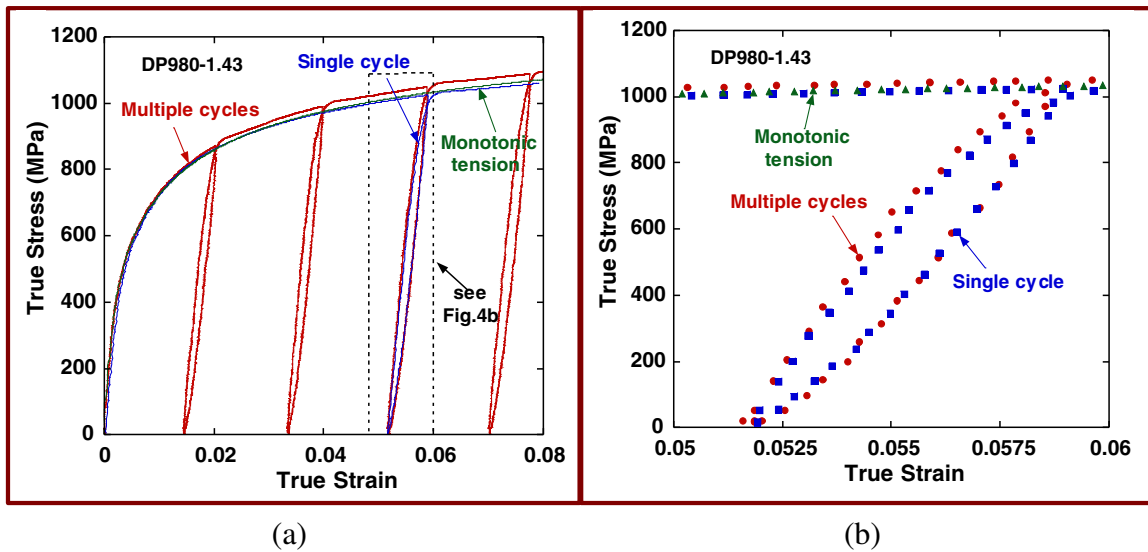 1200
1000
800
600
400
200
0
True Stress (MPa)
DP980-1.43
Single cycle
Multiple cycles
Monotonic
tension
see
Fig.4b
0
0.02
0.04
0.06
0.08
True Strain
(a)
1200
1000
800
600
400
200
0
True Stress (MPa)
DP980-1.43
Monotonic
tension
Multiple cycles
Single cycle
0.05
0.0525
0.055
0.0575
0.06
True Strain
(b)